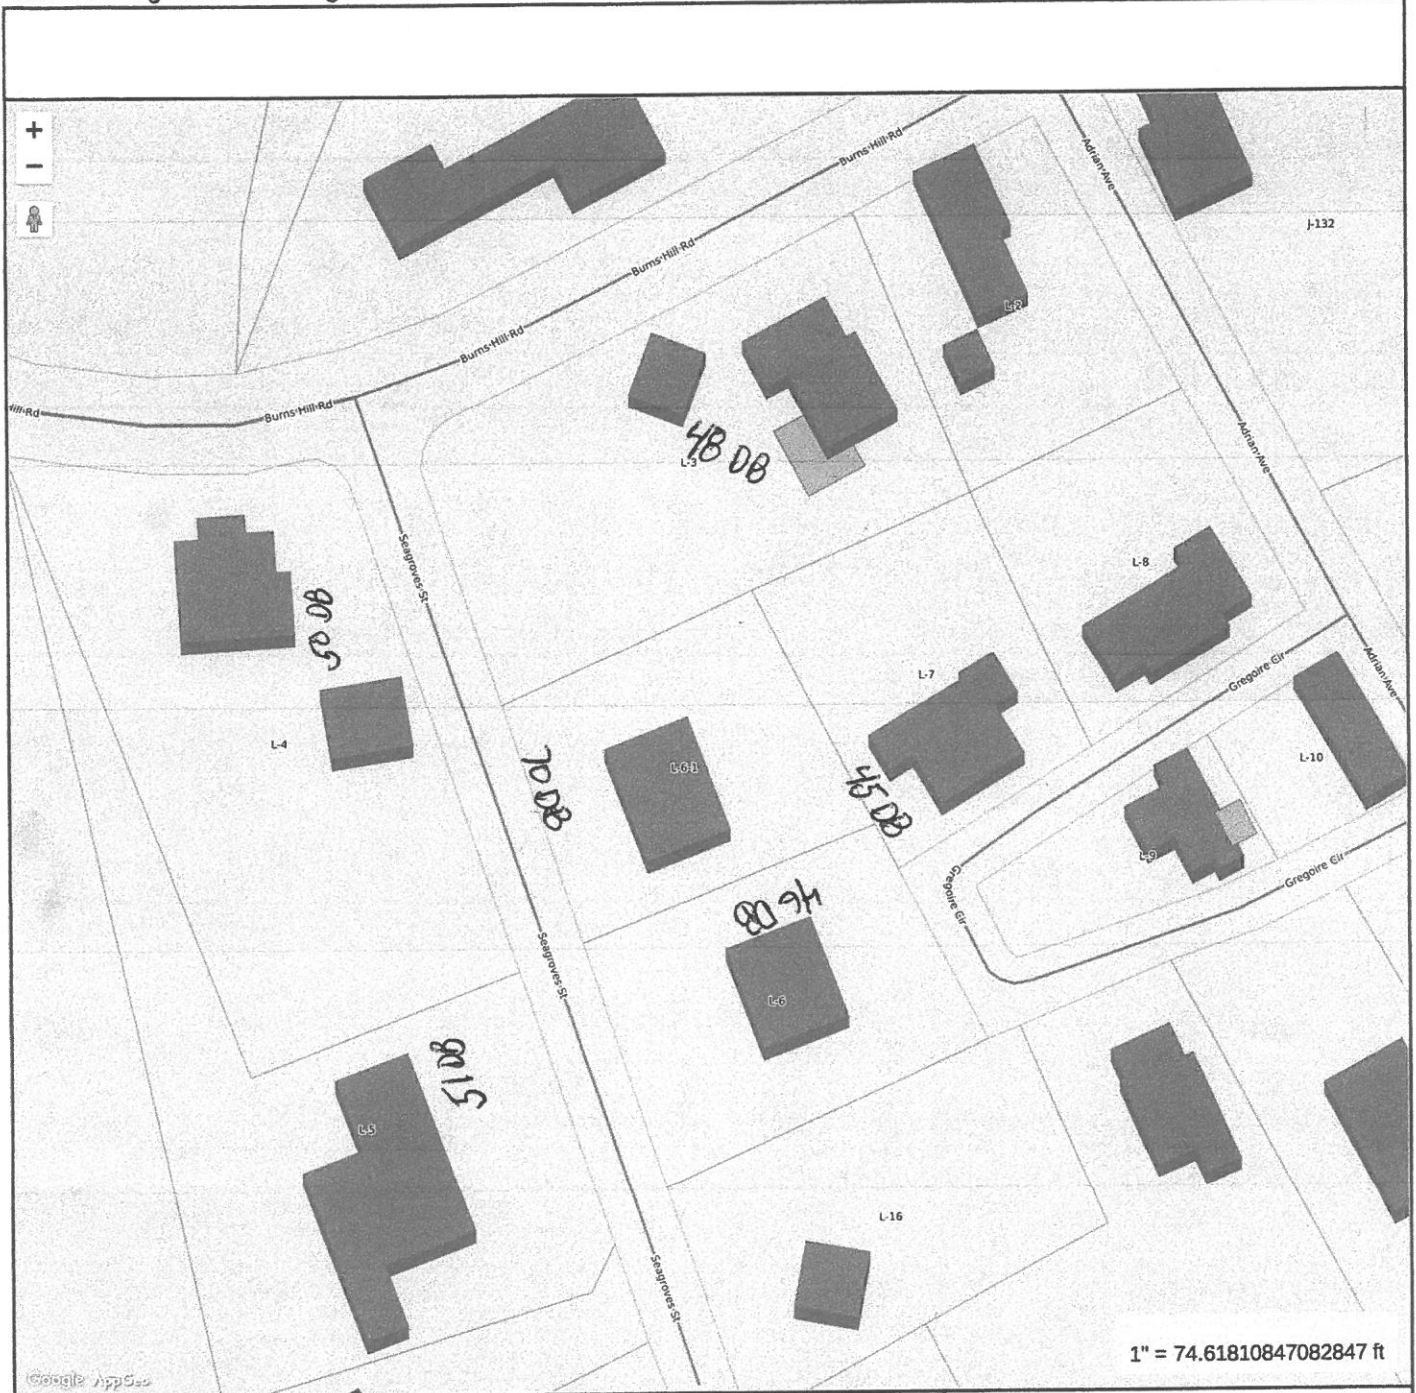 +
−
Burns Hill Rd
Adrian Ave
J-132
Burns Hill Rd
L-2
Burns Hill Rd
Hill Rd
Burns Hill Rd
48 DB
L-3
Adrian Ave
Seagroves St
L-8
50 DB
L-7
Gregoire Cir
Adrian Ave
L-4
70 DB
L-6-1
45 DB
L-10
L-9
Gregoire Cir
Gregoire Cir
46 DB
Seagroves St
L-6
51 DB
L-5
L-16
Seagroves St
1" = 74.61810847082847 ft
Google AppGeo